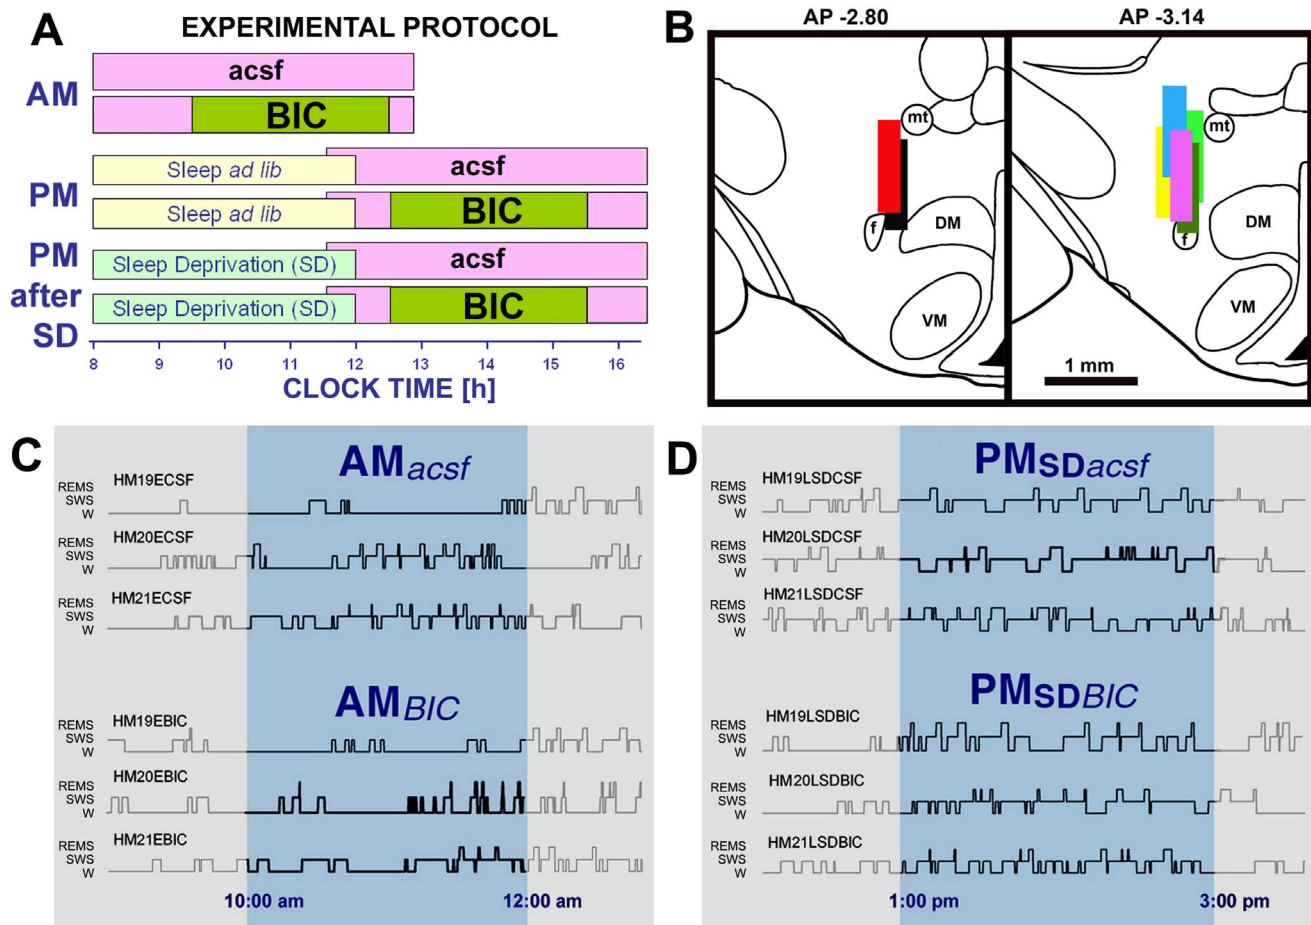 A
EXPERIMENTAL PROTOCOL
AM
acsf
BIC
PM
Sleep ad lib
acsf
Sleep ad lib
BIC
PM
after
SD
Sleep Deprivation (SD)
acsf
Sleep Deprivation (SD)
BIC
8 9 10 11 12 13 14 15 16
CLOCK TIME [h]
B
AP -2.80
AP -3.14
mt
f
DM
VM
mt
f
DM
VM
1 mm
C
AMacsf
HM19ECSF
REMS
SWS
W
HM20ECSF
REMS
SWS
W
HM21ECSF
REMS
SWS
W
AMBIC
HM19EBIC
REMS
SWS
W
HM20EBIC
REMS
SWS
W
HM21EBIC
REMS
SWS
W
10:00 am
12:00 am
D
PMSDacsf
HM19LSDCSF
REMS
SWS
W
HM20LSDCSF
REMS
SWS
W
HM21LSDCSF
REMS
SWS
W
PMSDBIC
HM19LSDBIC
REMS
SWS
W
HM20LSDBIC
REMS
SWS
W
HM21LSDBIC
REMS
SWS
W
1:00 pm
3:00 pm